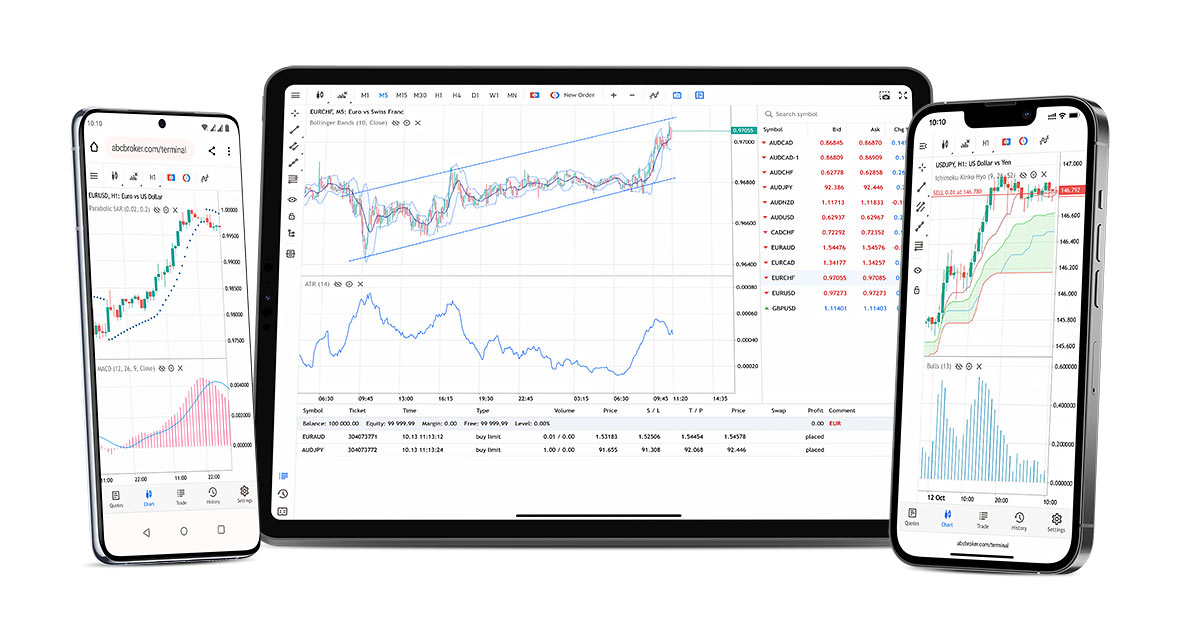 10:10
abcbroker.com/terminal
H1
EURUSD, H1: Euro vs US Dollar
Parabolic SAR (0.02, 0.2)
1.00000
0.99500
0.99000
0.98500
0.98000
0.97500
MACD (12, 26, 9, Close)
0.004000
0.002000
0.000000
11:00 22:00 11:00 22:00
Quotes Chart Trade History Settings
M1 M5 M15 M30 H1 H4 D1 W1 MN New Order
EURCHF, M5: Euro vs Swiss Franc
Bollinger Bands (10, Close)
0.97055
0.97000
0.96800
0.96600
0.96400
ATR (14)
0.00080
0.00060
0.00040
0.00020
06:30 09:45 13:00 16:15 19:30 22:45 03:15 06:30 09:45 11:20 14:35
Search symbol
Symbol Bid Ask Chg
AUDCAD 0.86845 0.86870
AUDCAD-1 0.86809 0.86909
AUDCHF 0.62778 0.62858
AUDJPY 92.386 92.446
AUDNZD 1.11713 1.11833
AUDUSD 0.62937 0.62967
CADCHF 0.72292 0.72352
EURAUD 1.54476 1.54576
EURCAD 1.34177 1.34257
EURCHF 0.97055 0.97085
EURUSD 0.97273 0.97273
GBPUSD 1.11401 1.11403
Symbol Ticket Time Type Volume Price S / L T / P Price Swap Profit Comment
Balance: 100 000.00 Equity: 99 999.99 Margin: 0.00 Free: 99 999.99 Level: 0.00% 0.00 EUR
EURAUD 304073771 10.13 11:13:12 buy limit 0.01 / 0.00 1.53183 1.52506 1.54454 1.54578 placed
AUDJPY 304073772 10.13 11:13:24 buy limit 1.00 / 0.00 91.655 91.308 92.068 92.446 placed
10:10
H1
USDJPY, H1: US Dollar vs Yen
Ichimoku Kinko Hyo (9, 26, 52)
SELL 0.01 at 146.780
147.000
146.792
146.600
146.400
146.200
146.000
145.800
145.600
Bulls (13)
0.600000
0.400000
0.200000
0.000000
12 Oct 10:00 20:00 10:00
Quotes Chart Trade History Settings
abcbroker.com/terminal